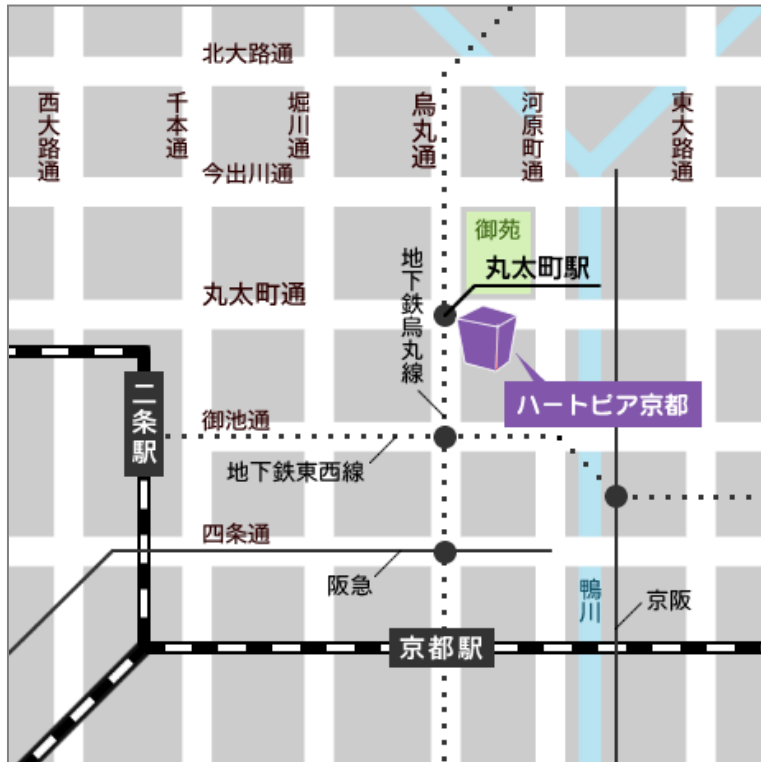 北大路通
西大路通
千本通
堀川通
烏丸通
河原町通
東大路通
今出川通
御苑
丸太町駅
地下鉄烏丸線
丸太町通
ハートピア京都
二条駅
御池通
地下鉄東西線
四条通
阪急
鴨川
京阪
京都駅